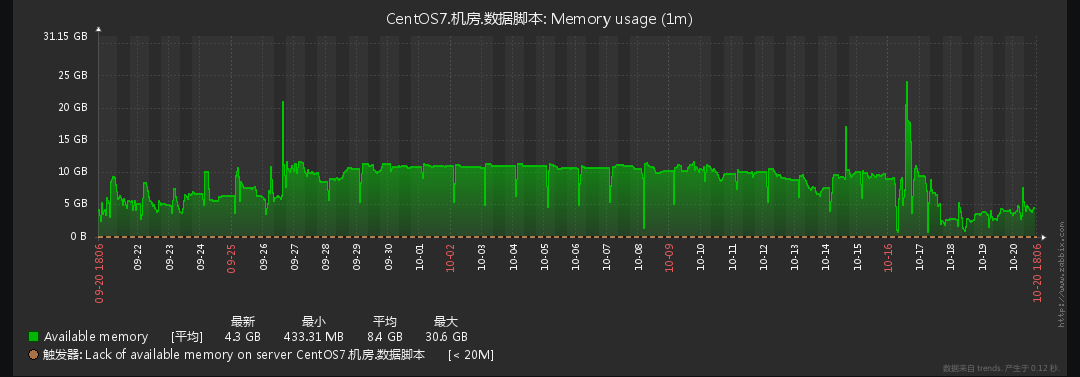 CentOS7.机房.数据脚本: Memory usage (1m)
31.15 GB
25 GB
20 GB
15 GB
10 GB
5 GB
0 B
09-20 18:06
09-22
09-23
09-24
09-25
09-26
09-27
09-28
09-29
09-30
10-01
10-02
10-03
10-04
10-05
10-06
10-07
10-08
10-09
10-10
10-11
10-12
10-13
10-14
10-15
10-16
10-17
10-18
10-19
10-20
10-20 18:06
http://www.zabbix.com
最新 最小 平均 最大
Available memory [平均] 4.3 GB 433.31 MB 8.4 GB 30.6 GB
触发器: Lack of available memory on server CentOS7.机房.数据脚本 [< 20M]
数据来自 trends. 产生于 0.12 秒.